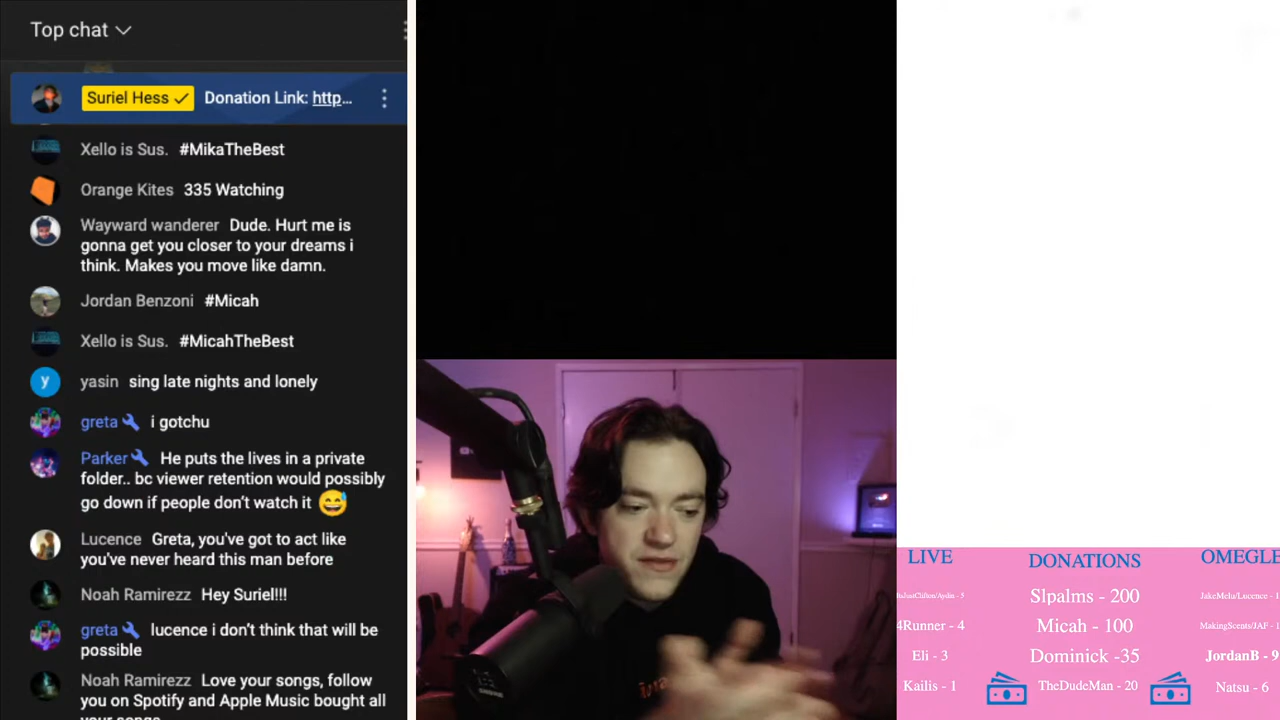 Top chat
Suriel Hess Donation Link: http...
Xello is Sus. #MikaTheBest
Orange Kites 335 Watching
Wayward wanderer Dude. Hurt me is
gonna get you closer to your dreams i
think. Makes you move like damn.
Jordan Benzoni #Micah
Xello is Sus. #MicahTheBest
y
yasin sing late nights and lonely
greta i gotchu
Parker He puts the lives in a private
folder.. bc viewer retention would possibly
go down if people don't watch it
Lucence Greta, you've got to act like
you've never heard this man before
Noah Ramirezz Hey Suriel!!!
greta lucence i don't think that will be
possible
Noah Ramirezz Love your songs, follow
you on Spotify and Apple Music bought all
your songs
LIVE
4Runner - 4
Eli - 3
Kailis - 1
DONATIONS
Slpalms - 200
Micah - 100
Dominick -35
TheDudeMan - 20
OMEGLE
JakeMelu/Lucence - 1
MakingScents/JAF - 1
JordanB - 9
Natsu - 6